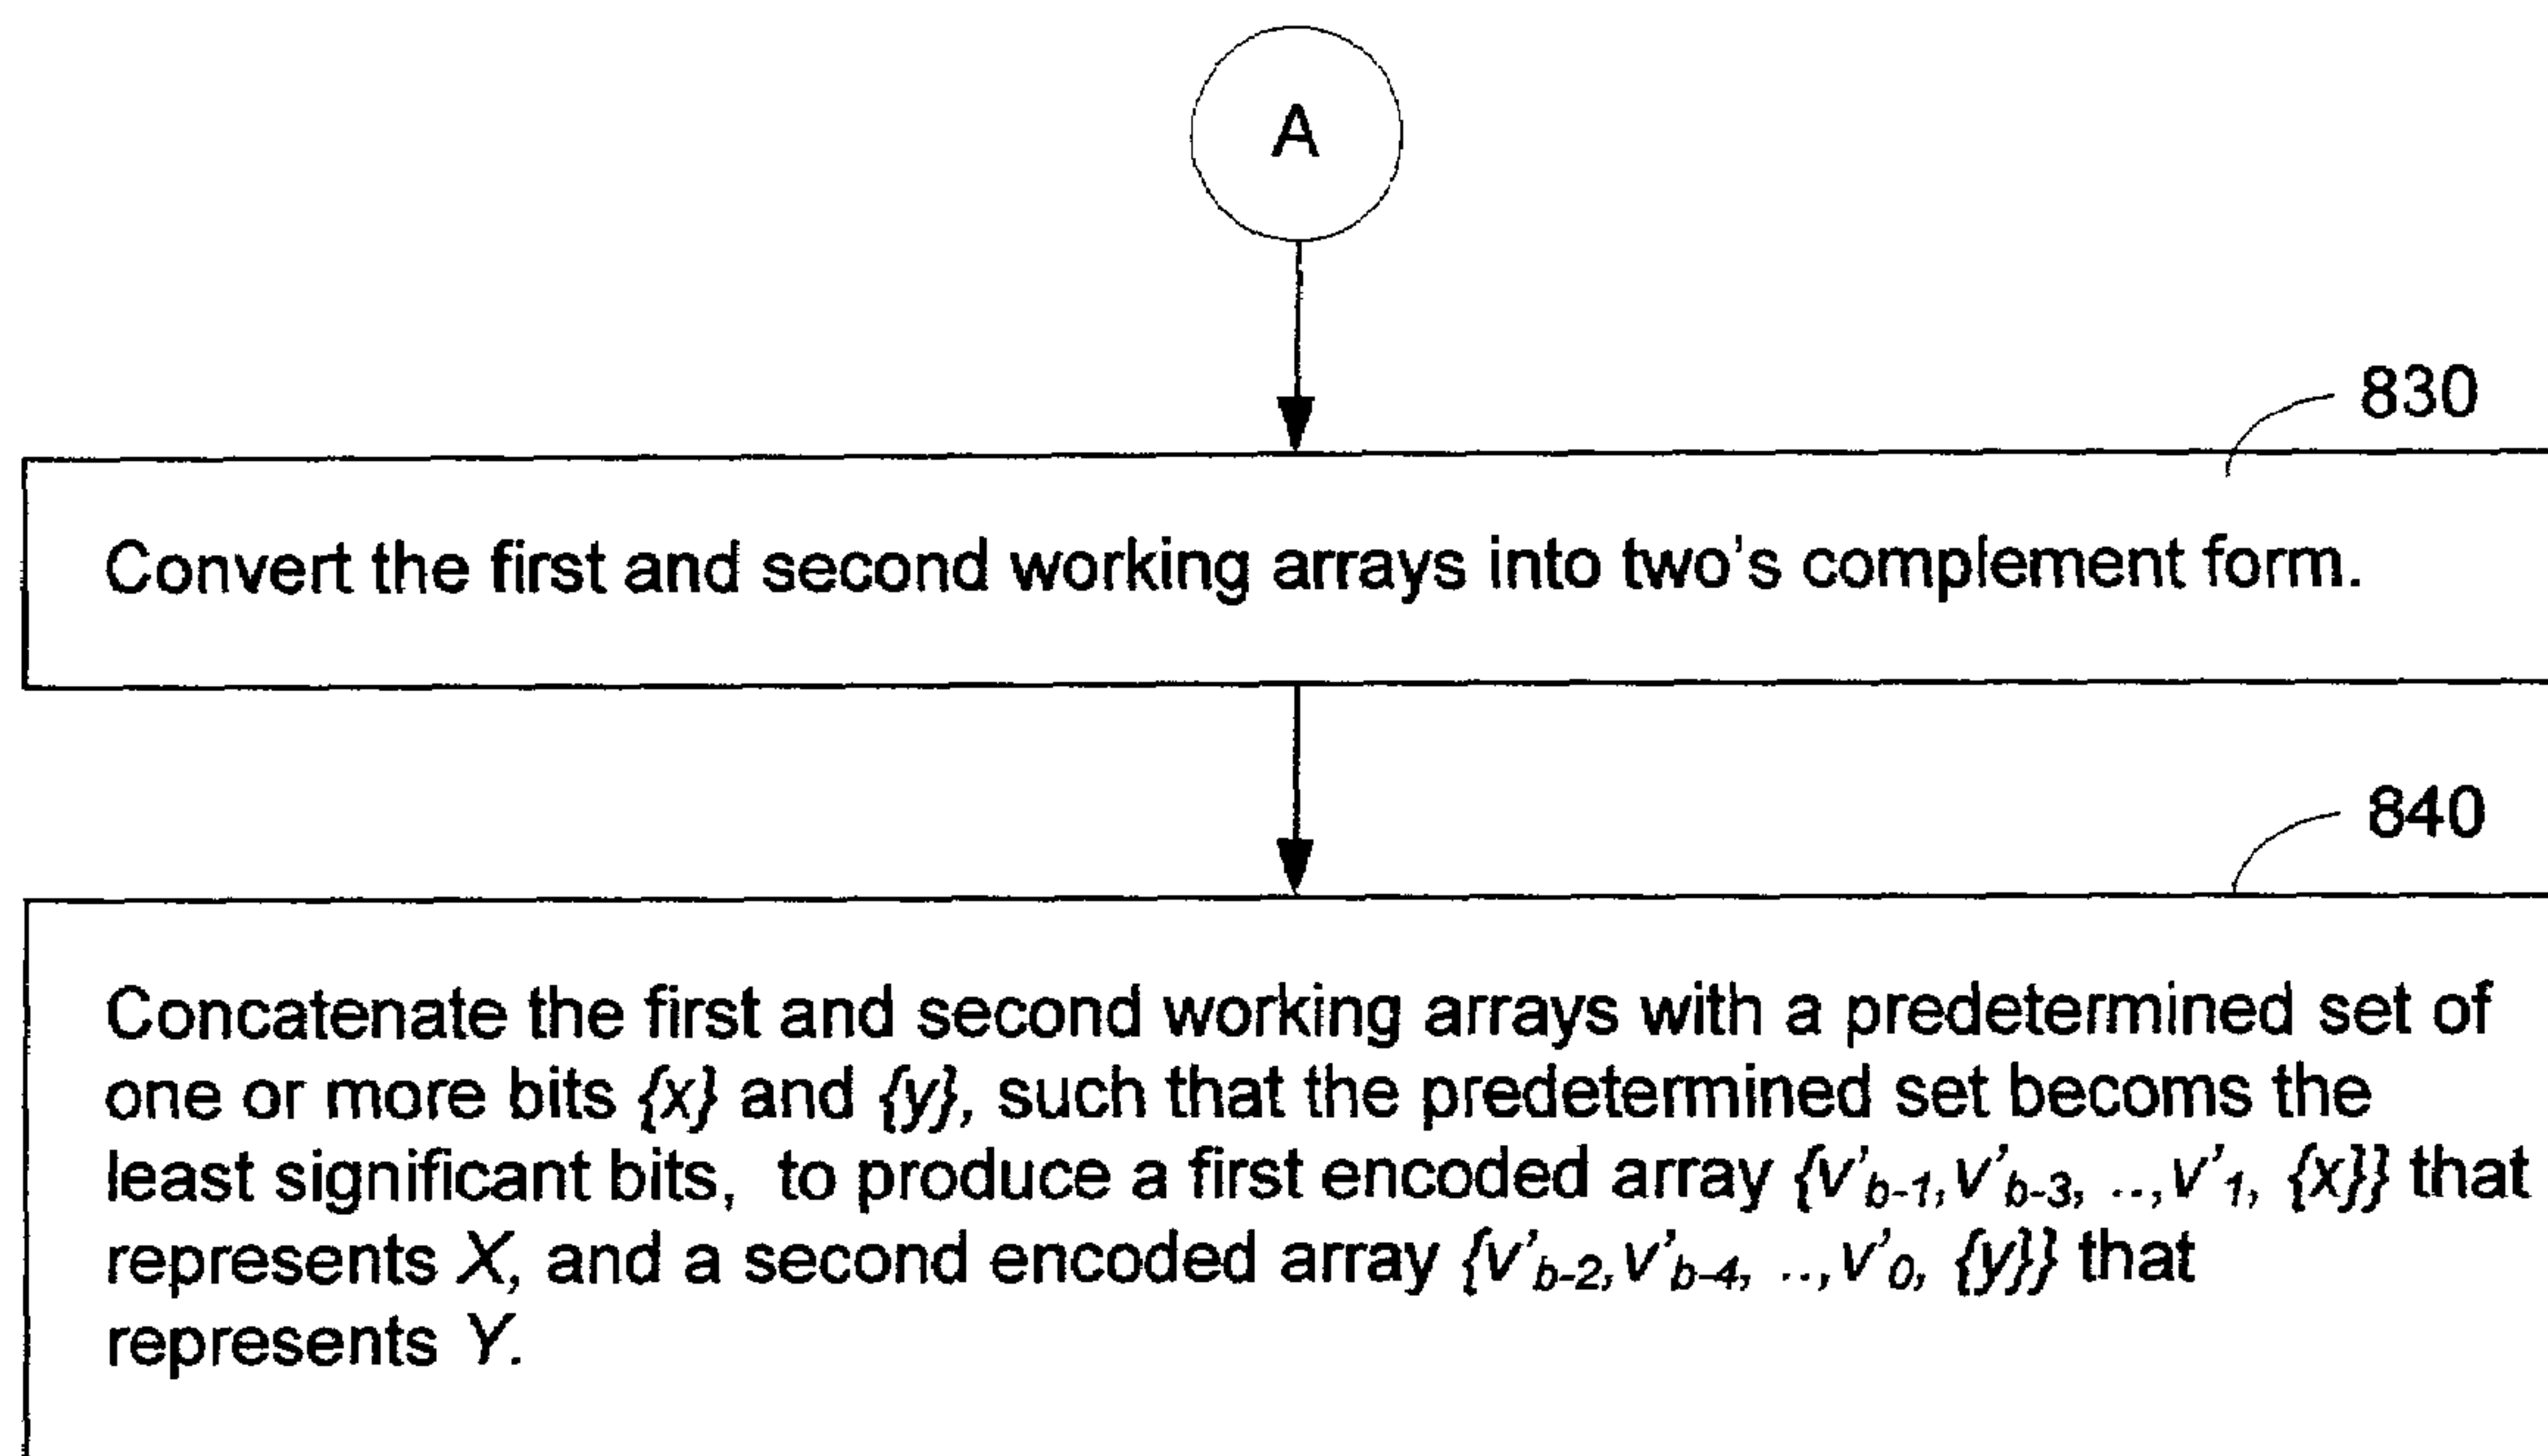 A
830
Convert the first and second working arrays into two's complement form.
840
Concatenate the first and second working arrays with a predetermined set of
one or more bits {x} and {y}, such that the predetermined set becoms the
least significant bits, to produce a first encoded array {v'b-1,v'b-3, ..,v'1, {x}} that
represents X, and a second encoded array {v'b-2,v'b-4, ..,v'0, {y}} that
represents Y.